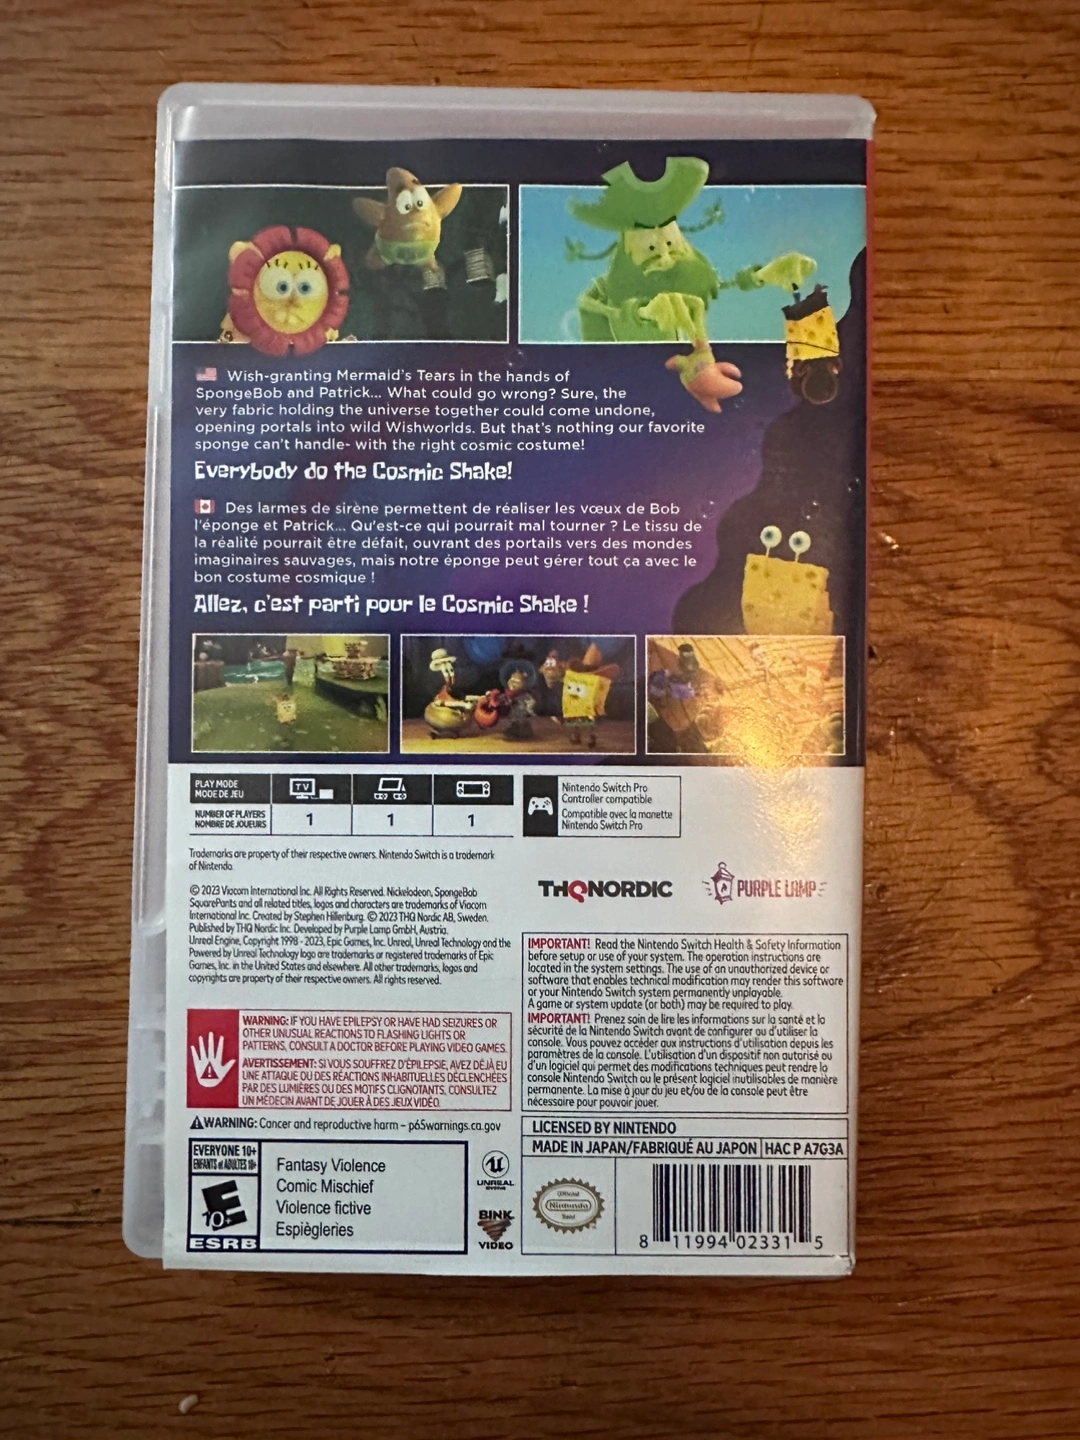 Wish-granting Mermaid's Tears in the hands of
SpongeBob and Patrick... What could go wrong? Sure, the
very fabric holding the universe together could come undone,
opening portals into wild Wishworlds. But that's nothing our favorite
sponge can't handle- with the right cosmic costume!
Everybody do the Cosmic Shake!
Des larmes de sirène permettent de réaliser les vœux de Bob
l'éponge et Patrick... Qu'est-ce qui pourrait mal tourner ? Le tissu de
la réalité pourrait être défait, ouvrant des portails vers des mondes
imaginaires sauvages, mais notre éponge peut gérer tout ça avec le
bon costume cosmique !
Allez, c'est parti pour le Cosmic Shake !
PLAY MODE
MODE DE JEU
TV
NUMBER OF PLAYERS
NOMBRE DE JOUEURS
1 1 1
Nintendo Switch Pro
Controller compatible
Compatible avec la manette
Nintendo Switch Pro
Trademarks are property of their respective owners. Nintendo Switch is a trademark
of Nintendo.
© 2023 Viacom International Inc. All Rights Reserved. Nickelodeon, SpongeBob
SquarePants and all related titles, logos and characters are trademarks of Viacom
International Inc. Created by Stephen Hillenburg. © 2023 THQ Nordic AB, Sweden.
Published by THQ Nordic Inc. Developed by Purple Lamp GmbH, Austria.
Unreal Engine, Copyright 1998 - 2023, Epic Games, Inc. Unreal, Unreal Technology and the
Powered by Unreal Technology logo are trademarks or registered trademarks of Epic
Games, Inc. in the United States and elsewhere. All other trademarks, logos and
copyrights are property of their respective owners. All rights reserved.
THQNORDIC
PURPLE LAMP
IMPORTANT! Read the Nintendo Switch Health & Safety Information
before setup or use of your system. The operation instructions are
located in the system settings. The use of an unauthorized device or
software that enables technical modification may render this software
or your Nintendo Switch system permanently unplayable.
A game or system update (or both) may be required to play.
IMPORTANT! Prenez soin de lire les informations sur la santé et la
sécurité de la Nintendo Switch avant de configurer ou d'utiliser la
console. Vous pouvez accéder aux instructions d'utilisation depuis les
paramètres de la console. L'utilisation d'un dispositif non autorisé ou
d'un logiciel qui permet des modifications techniques peut rendre la
console Nintendo Switch ou le présent logiciel inutilisables de manière
permanente. La mise à jour du jeu et/ou de la console peut être
nécessaire pour pouvoir jouer.
WARNING: IF YOU HAVE EPILEPSY OR HAVE HAD SEIZURES OR
OTHER UNUSUAL REACTIONS TO FLASHING LIGHTS OR
PATTERNS, CONSULT A DOCTOR BEFORE PLAYING VIDEO GAMES.
AVERTISSEMENT: SI VOUS SOUFFREZ D'ÉPILEPSIE, AVEZ DÉJÀ EU
UNE ATTAQUE OU DES RÉACTIONS INHABITUELLES DÉCLENCHÉES
PAR DES LUMIÈRES OU DES MOTIFS CLIGNOTANTS, CONSULTEZ
UN MÉDECIN AVANT DE JOUER À DES JEUX VIDÉO.
WARNING: Cancer and reproductive harm – p65warnings.ca.gov
EVERYONE 10+
ENFANTS et ADULTES 10+
E
10+
ESRB
Fantasy Violence
Comic Mischief
Violence fictive
Espiègleries
UNREAL
ENGINE
BINK
VIDEO
LICENSED BY NINTENDO
MADE IN JAPAN/FABRIQUÉ AU JAPON HAC P A7G3A
Official
Nintendo
Seal
8 11994 02331 5